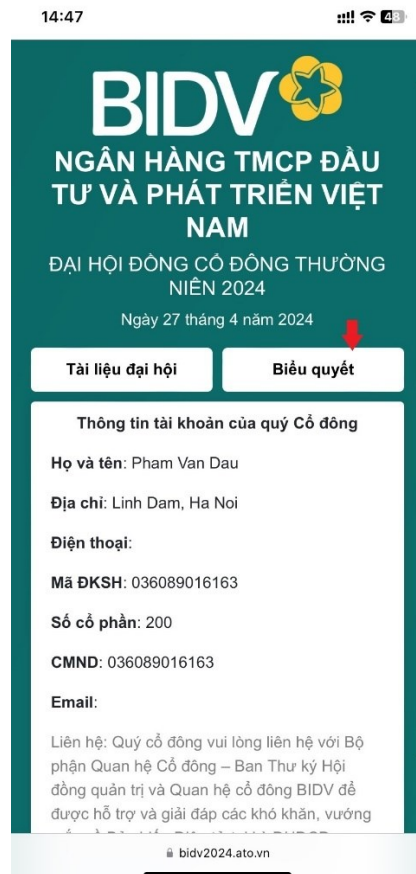 14:47
48
BIDV
NGÂN HÀNG TMCP ĐẦU
TƯ VÀ PHÁT TRIỂN VIỆT
NAM
ĐẠI HỘI ĐỒNG CỔ ĐÔNG THƯỜNG
NIÊN 2024
Ngày 27 tháng 4 năm 2024
Tài liệu đại hội
Biểu quyết
Thông tin tài khoản của quý Cổ đông
Họ và tên: Pham Van Dau
Địa chỉ: Linh Dam, Ha Noi
Điện thoại:
Mã ĐKSH: 036089016163
Số cổ phần: 200
CMND: 036089016163
Email:
Liên hệ: Quý cổ đông vui lòng liên hệ với Bộ
phận Quan hệ Cổ đông – Ban Thư ký Hội
đồng quản trị và Quan hệ cổ đông BIDV để
được hỗ trợ và giải đáp các khó khăn, vướng
bidv2024.ato.vn